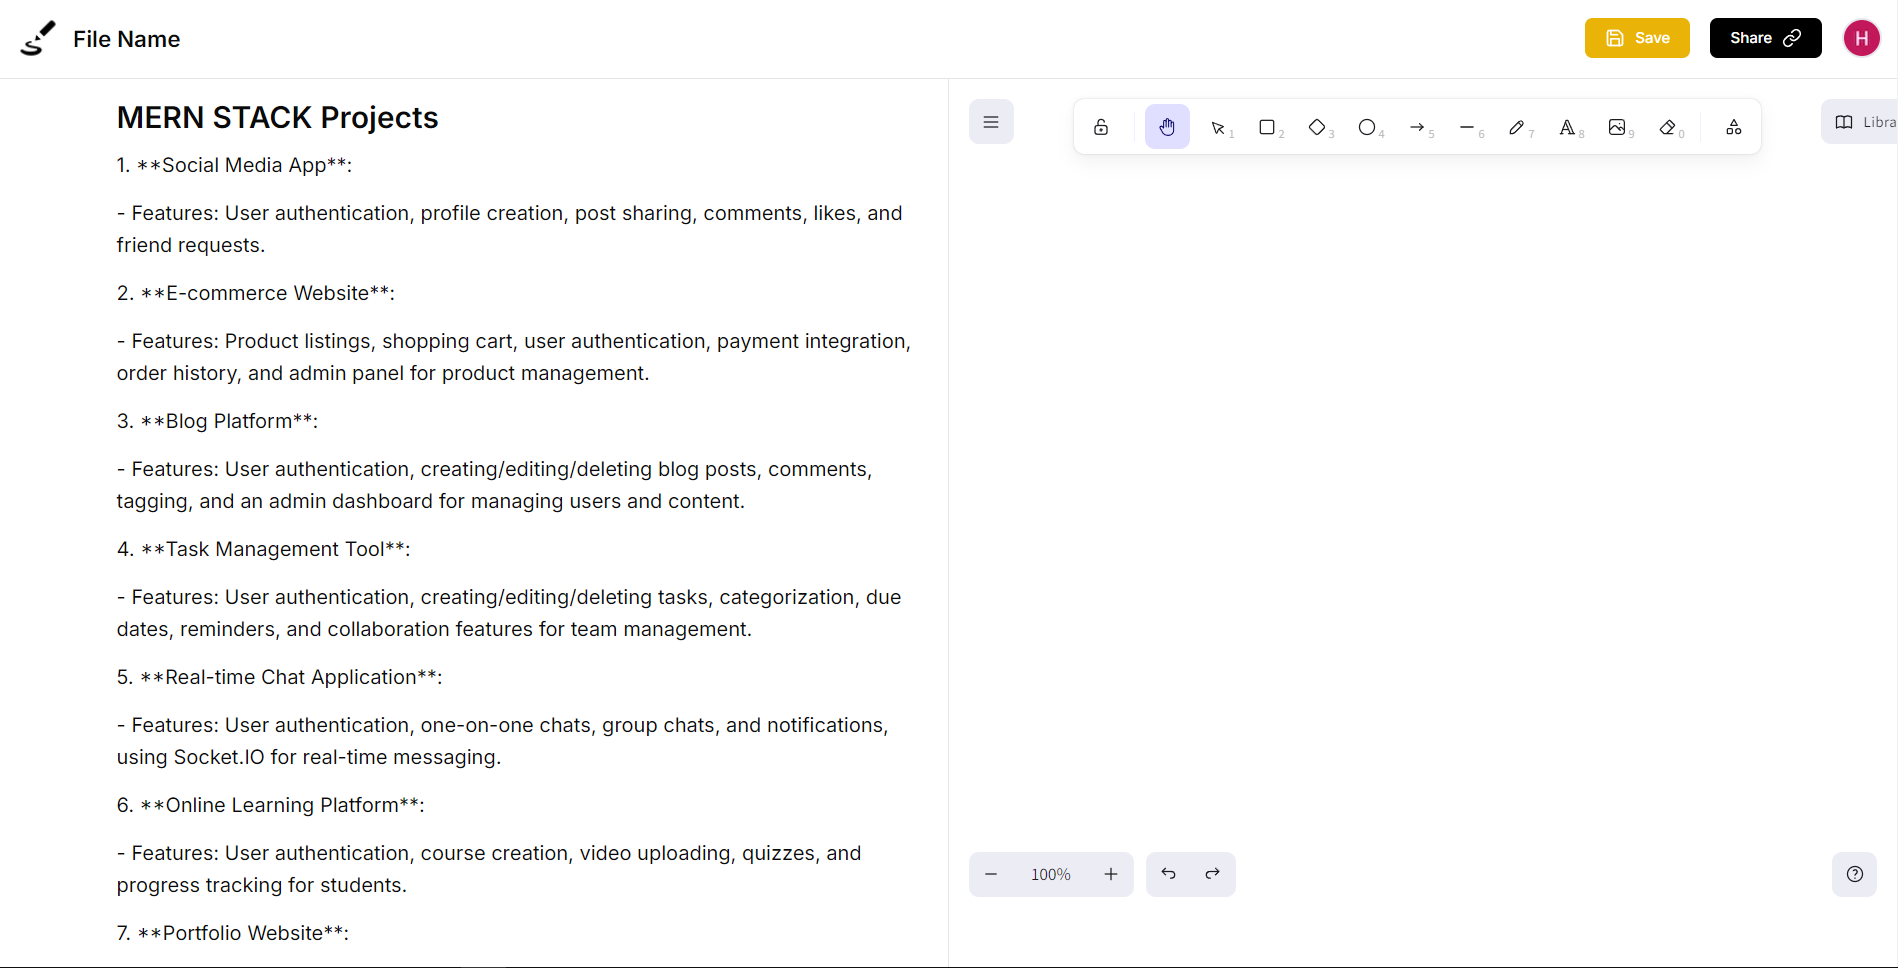 File Name
Save
Share
H
MERN STACK Projects
1. **Social Media App**:
- Features: User authentication, profile creation, post sharing, comments, likes, and
friend requests.
2. **E-commerce Website**:
- Features: Product listings, shopping cart, user authentication, payment integration,
order history, and admin panel for product management.
3. **Blog Platform**:
- Features: User authentication, creating/editing/deleting blog posts, comments,
tagging, and an admin dashboard for managing users and content.
4. **Task Management Tool**:
- Features: User authentication, creating/editing/deleting tasks, categorization, due
dates, reminders, and collaboration features for team management.
5. **Real-time Chat Application**:
- Features: User authentication, one-on-one chats, group chats, and notifications,
using Socket.IO for real-time messaging.
6. **Online Learning Platform**:
- Features: User authentication, course creation, video uploading, quizzes, and
progress tracking for students.
7. **Portfolio Website**:
1 2 3 4 5 6 7 8 9 0
Libra
100%